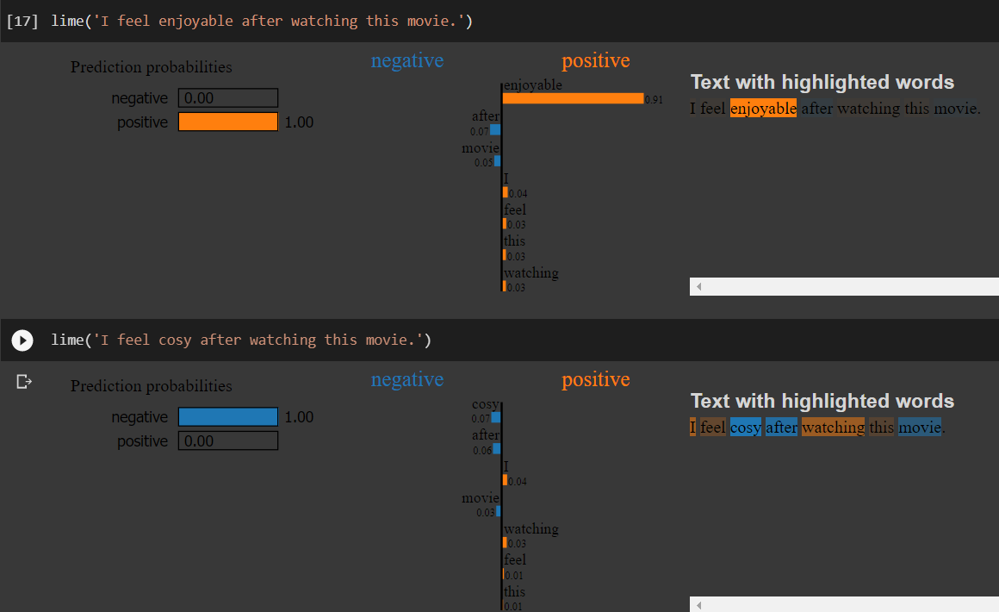 [17] lime('I feel enjoyable after watching this movie.')
Prediction probabilities
negative 0.00
positive 1.00
negative positive
enjoyable
0.91
after
0.07
movie
0.05
I
0.04
feel
0.03
this
0.03
watching
0.03
Text with highlighted words
I feel enjoyable after watching this movie.
lime('I feel cosy after watching this movie.')
Prediction probabilities
negative 1.00
positive 0.00
negative positive
cosy
0.07
after
0.06
I
0.04
movie
0.03
watching
0.03
feel
0.01
this
0.01
Text with highlighted words
I feel cosy after watching this movie.